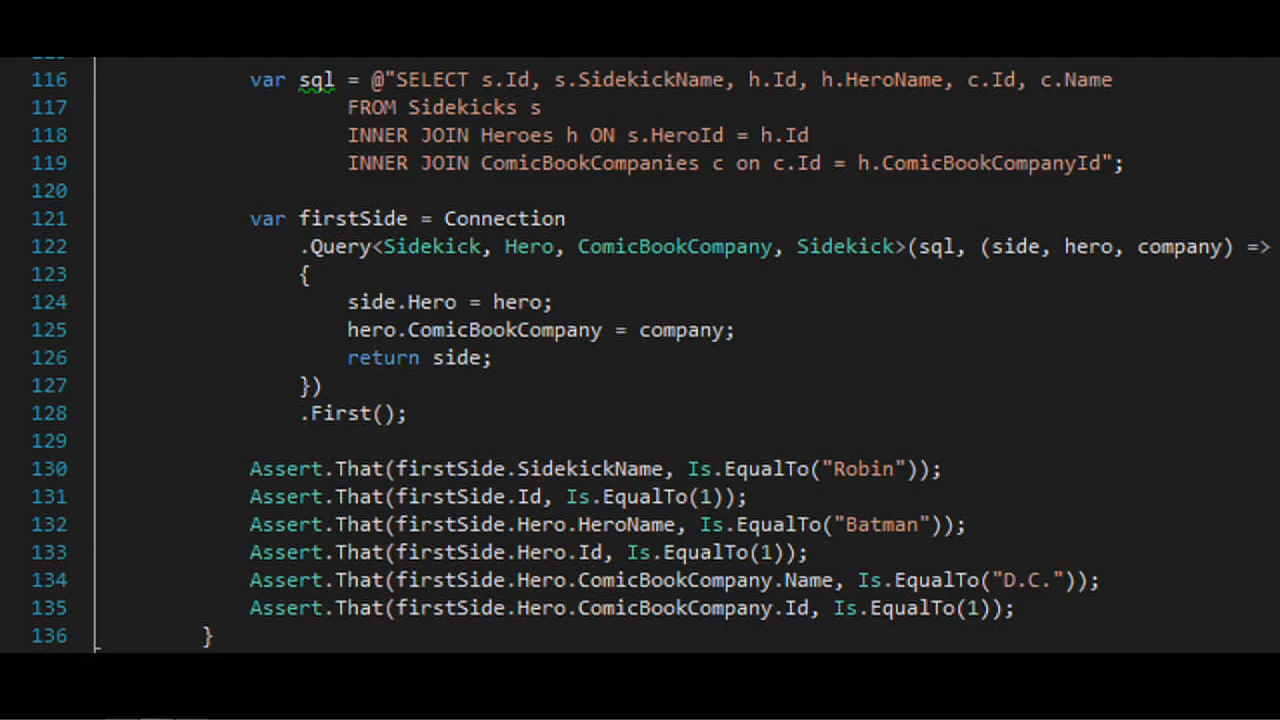 116 var sql = @"SELECT s.Id, s.SidekickName, h.Id, h.HeroName, c.Id, c.Name
117 FROM Sidekicks s
118 INNER JOIN Heroes h ON s.HeroId = h.Id
119 INNER JOIN ComicBookCompanies c on c.Id = h.ComicBookCompanyId";
120
121 var firstSide = Connection
122 .Query<Sidekick, Hero, ComicBookCompany, Sidekick>(sql, (side, hero, company) =>
123 {
124 side.Hero = hero;
125 hero.ComicBookCompany = company;
126 return side;
127 })
128 .First();
129
130 Assert.That(firstSide.SidekickName, Is.EqualTo("Robin"));
131 Assert.That(firstSide.Id, Is.EqualTo(1));
132 Assert.That(firstSide.Hero.HeroName, Is.EqualTo("Batman"));
133 Assert.That(firstSide.Hero.Id, Is.EqualTo(1));
134 Assert.That(firstSide.Hero.ComicBookCompany.Name, Is.EqualTo("D.C."));
135 Assert.That(firstSide.Hero.ComicBookCompany.Id, Is.EqualTo(1));
136 }